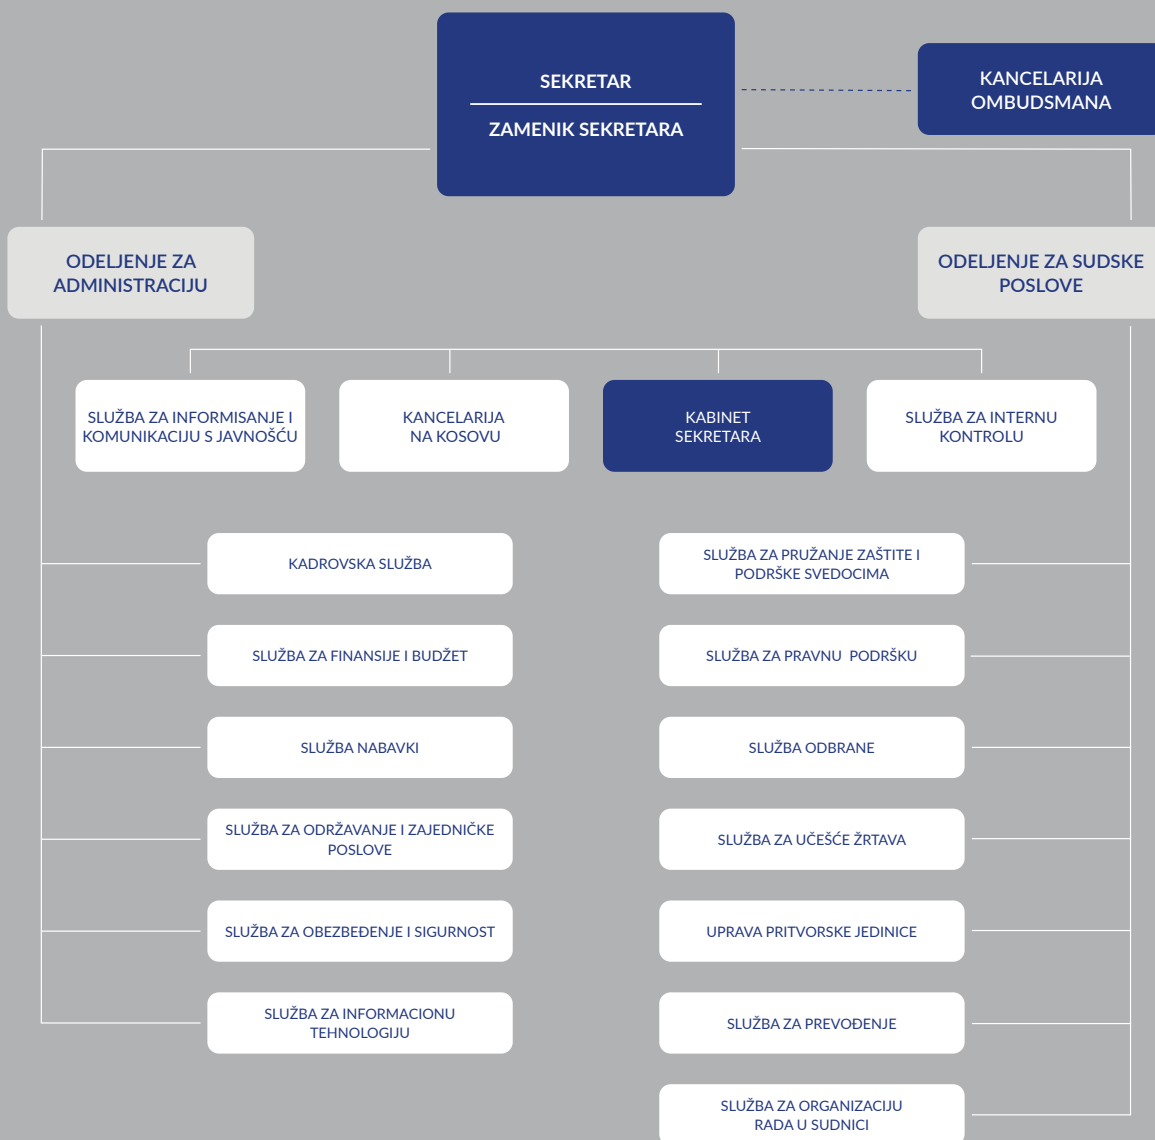 SEKRETAR
ZAMENIK SEKRETARA
KANCELARIJA
OMBUDSMANA
ODELJENJE ZA
ADMINISTRACIJU
ODELJENJE ZA SUDSKE
POSLOVE
SLUŽBA ZA INFORMISANJE I
KOMUNIKACIJU S JAVNOŠĆU
KANCELARIJA
NA KOSOVU
KABINET
SEKRETARA
SLUŽBA ZA INTERNU
KONTROLU
KADROVSKA SLUŽBA
SLUŽBA ZA FINANSIJE I BUDŽET
SLUŽBA NABAVKI
SLUŽBA ZA ODRŽAVANJE I ZAJEDNIČKE
POSLOVE
SLUŽBA ZA OBEZBEĐENJE I SIGURNOST
SLUŽBA ZA INFORMACIONU
TEHNOLOGIJU
SLUŽBA ZA PRUŽANJE ZAŠTITE I
PODRŠKE SVEDOCIMA
SLUŽBA ZA PRAVNU PODRŠKU
SLUŽBA ODBRANE
SLUŽBA ZA UČEŠĆE ŽRTAVA
UPRAVA PRITVORSKE JEDINICE
SLUŽBA ZA PREVOĐENJE
SLUŽBA ZA ORGANIZACIJU
RADA U SUDNICI